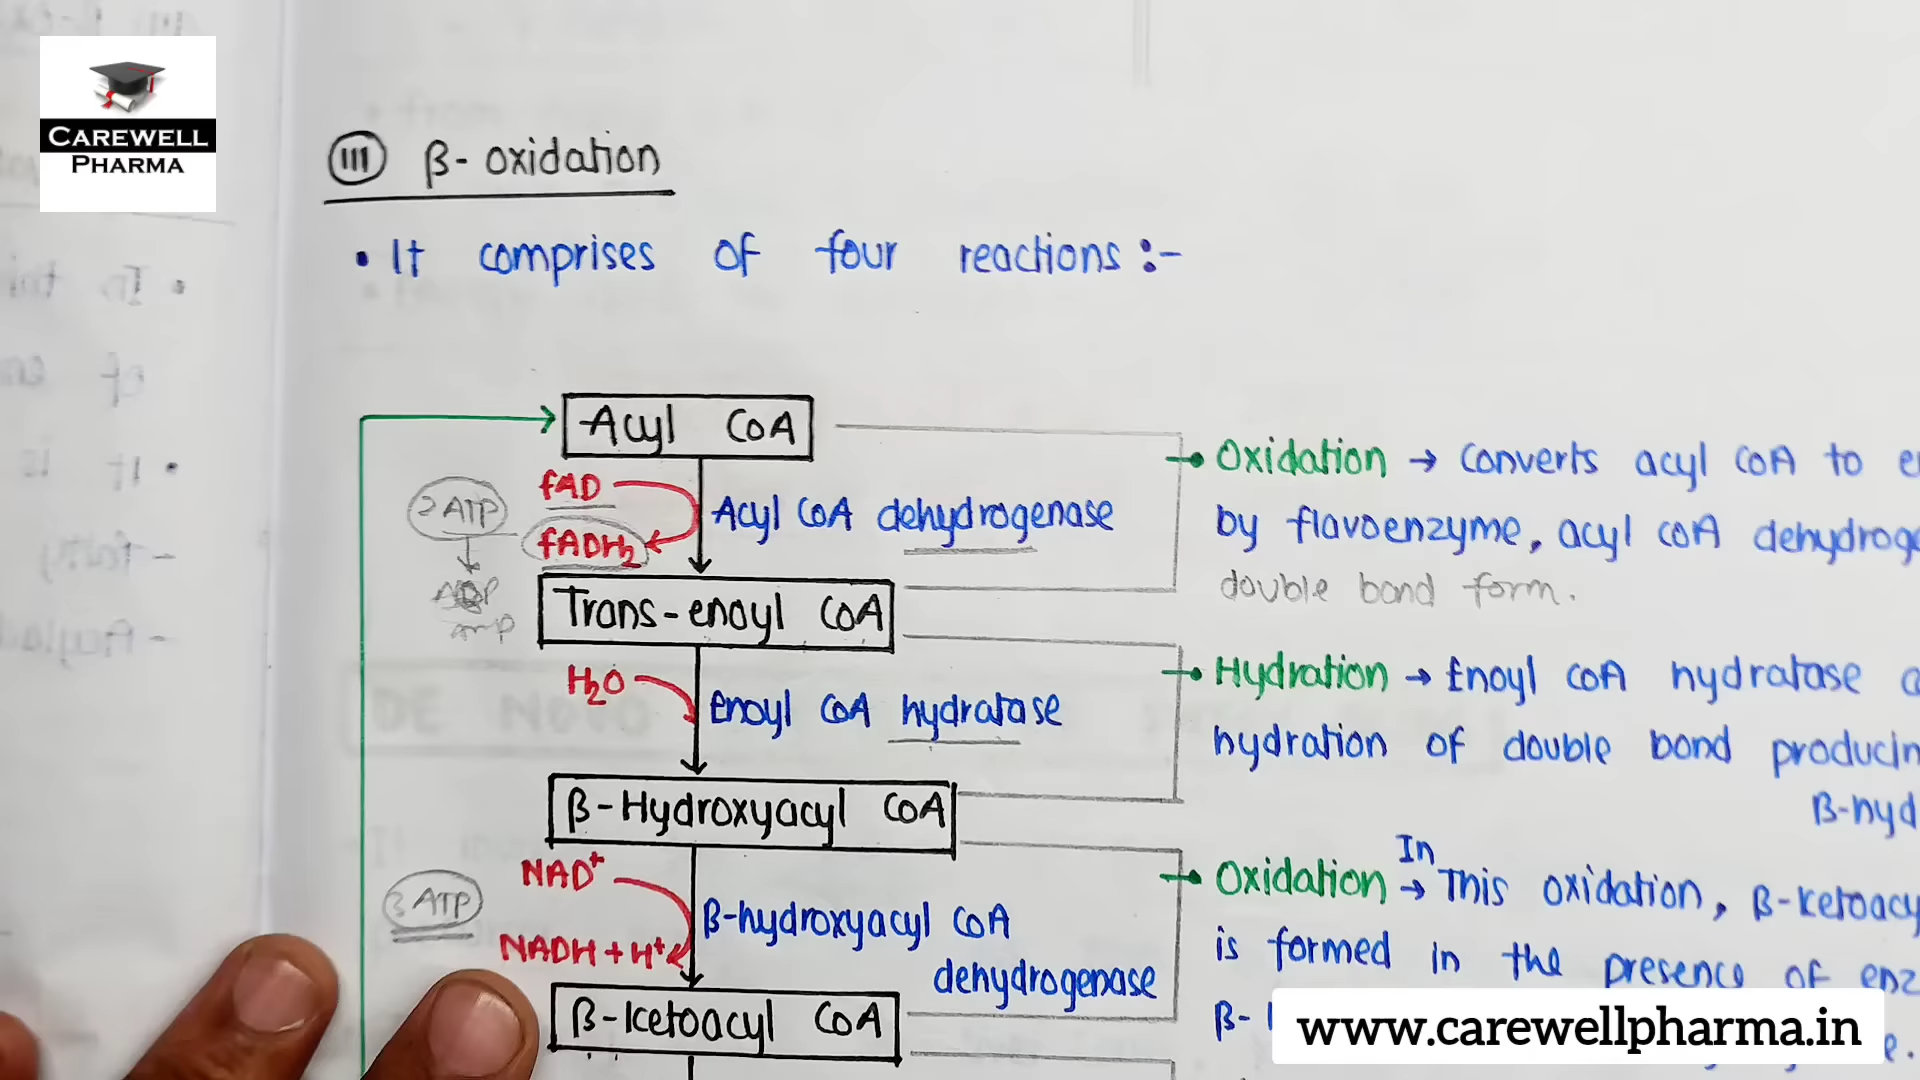 CAREWELL
PHARMA
III β- oxidation
• It comprises of four reactions :-
Acyl CoA
FAD
2 ATP
FADH2
Acyl CoA dehydrogenase
Oxidation → converts acyl CoA to
by flavoenzyme, acyl CoA
double bond form.
Trans-enoyl CoA
H2O
Enoyl CoA hydratase
Hydration → Enoyl CoA hydratase
hydration of double bond
β-Hydroxyacyl CoA
NAD+
3 ATP
NADH + H+
β-hydroxyacyl CoA
dehydrogenase
In
Oxidation → This oxidation,
is formed in the presence of
β-
β-ketoacyl CoA
www.carewellpharma.in